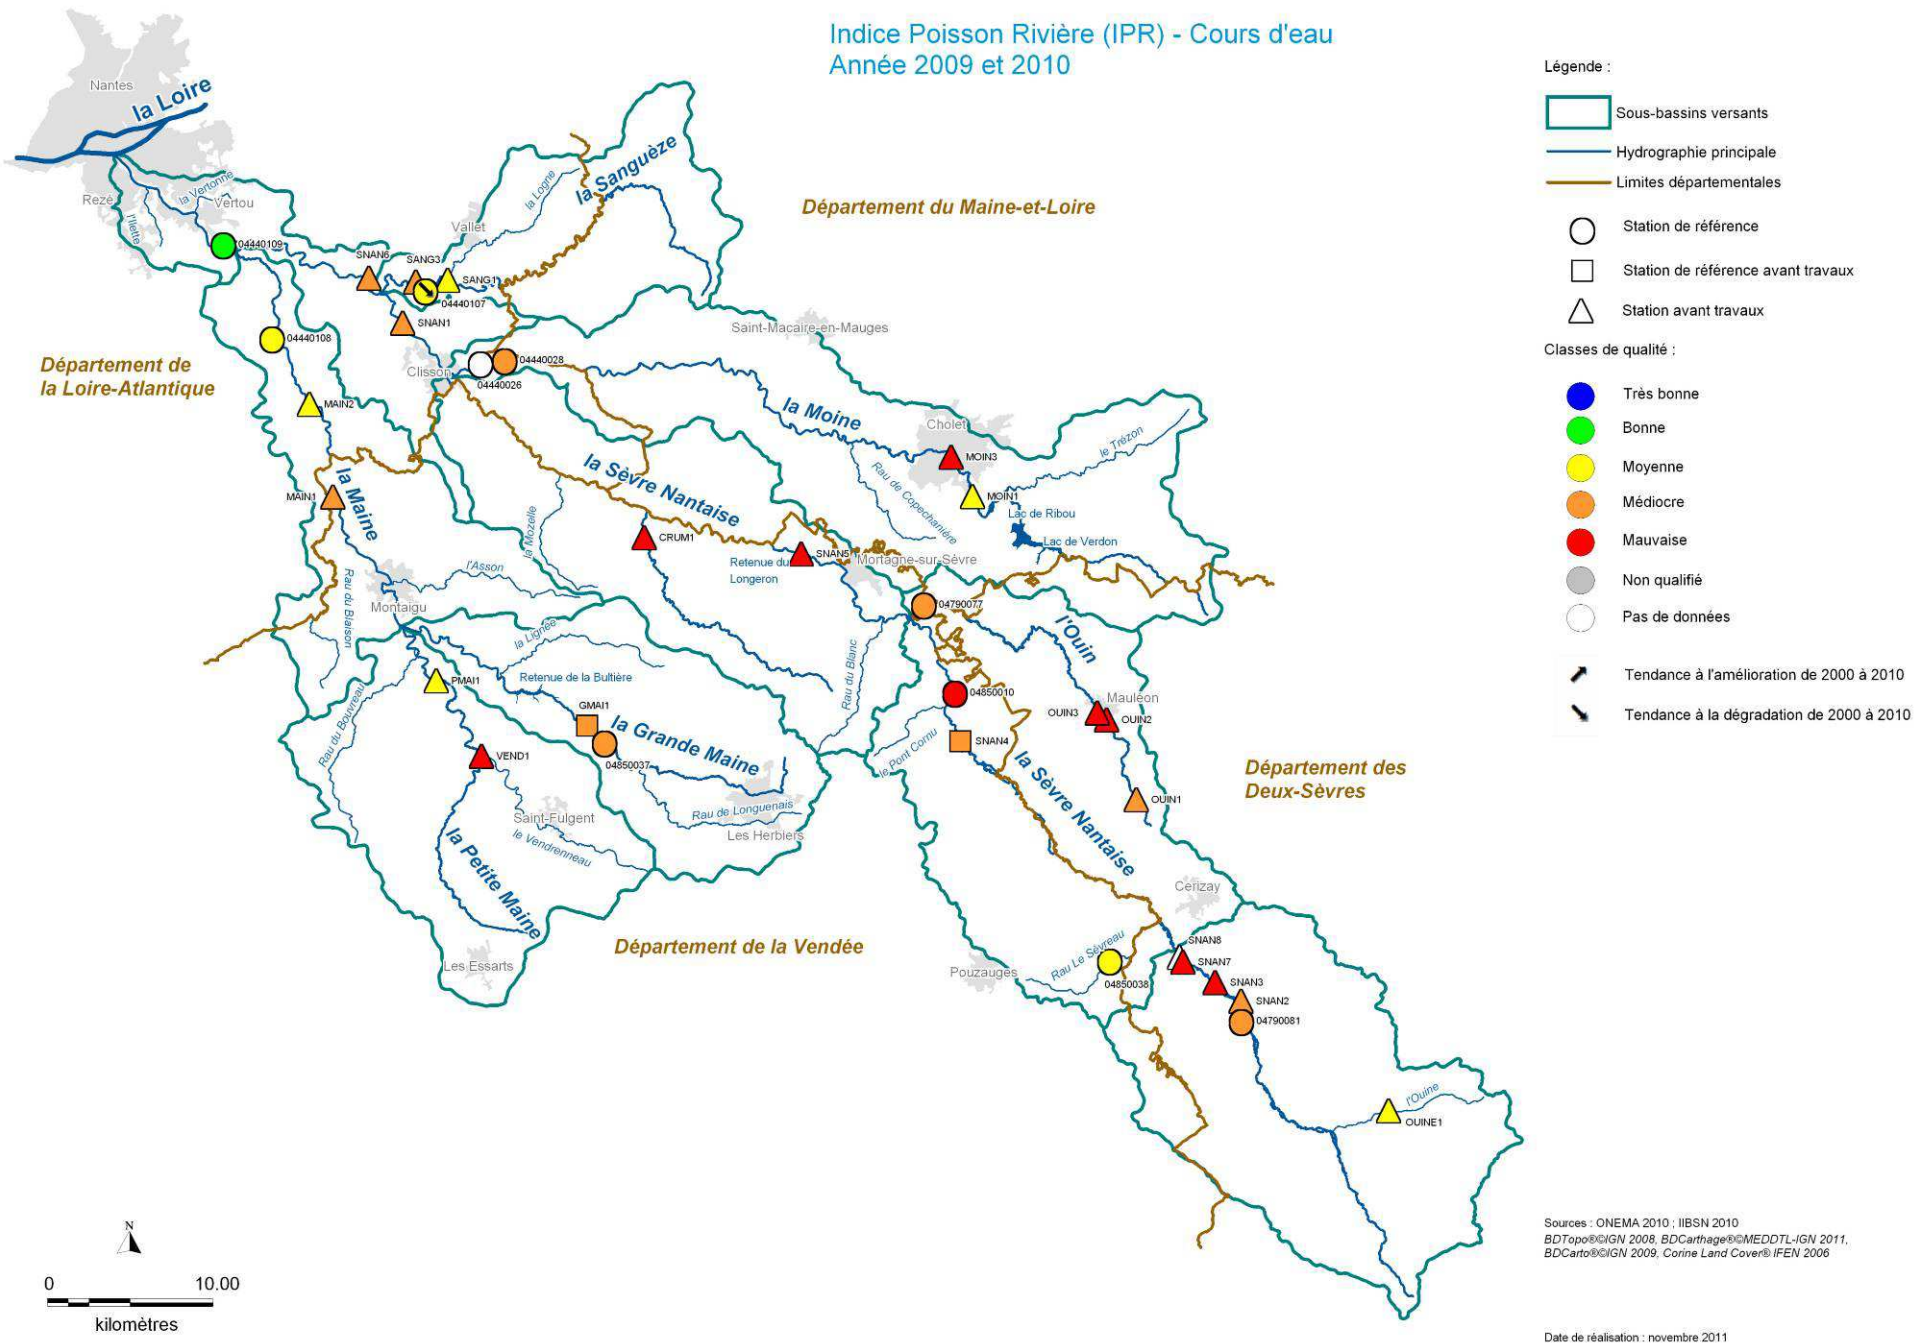 Indice Poisson Rivière (IPR) - Cours d'eau
Année 2009 et 2010
Légende :
Sous-bassins versants
Hydrographie principale
Limites départementales
Station de référence
Station de référence avant travaux
Station avant travaux
Classes de qualité :
Très bonne
Bonne
Moyenne
Médiocre
Mauvaise
Non qualifié
Pas de données
Tendance à l'amélioration de 2000 à 2010
Tendance à la dégradation de 2000 à 2010
Nantes
la Loire
Rezé
la Vertonne
Vertou
l'Ilette
04440109
la Logne
la Sanguèze
Vallet
Département du Maine-et-Loire
SNAN6
SANG3
SANG1
04440107
SNAN1
04440108
Département de
la Loire-Atlantique
Clisson
04440028
04440026
Saint-Macaire-en-Mauges
MAIN2
la Moine
Cholet
le Trézon
MOIN3
Rau de Copechanière
MOIN1
Lac de Ribou
Lac de Verdon
MAIN1
la Maine
la Sèvre Nantaise
la Mozelle
CRUM1
SNAN5
Retenue du
Longeron
Mortagne-sur-Sèvre
l'Asson
Rau du Blaison
Montaigu
04790077
l'Ouin
la Lignée
Rau du Blanc
PMAI1
Retenue de la Bultière
04850010
Mauléon
OUIN3
OUIN2
Rau du Bouvreau
GMAI1
la Grande Maine
04850037
VEND1
le Pont Cornu
SNAN4
la Sèvre Nantaise
Département des
Deux-Sèvres
OUIN1
Rau de Longuenais
Les Herbiers
Saint-Fulgent
le Vendrenneau
la Petite Maine
Cerizay
Département de la Vendée
Les Essarts
Pouzauges
Rau Le Sévreau
04850038
SNAN8
SNAN7
SNAN3
SNAN2
04790081
l'Ouine
OUINE1
N
0 10.00
kilomètres
Sources : ONEMA 2010 ; IIBSN 2010
BDTopo®©IGN 2008, BDCarthage®©MEDDTL-IGN 2011,
BDCarto®©IGN 2009, Corine Land Cover® IFEN 2006
Date de réalisation : novembre 2011